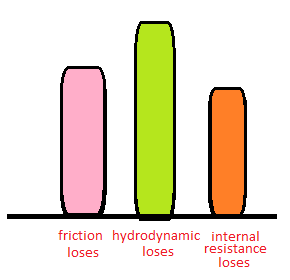 friction
loses
hydrodynamic
loses
internal
resistance
loses